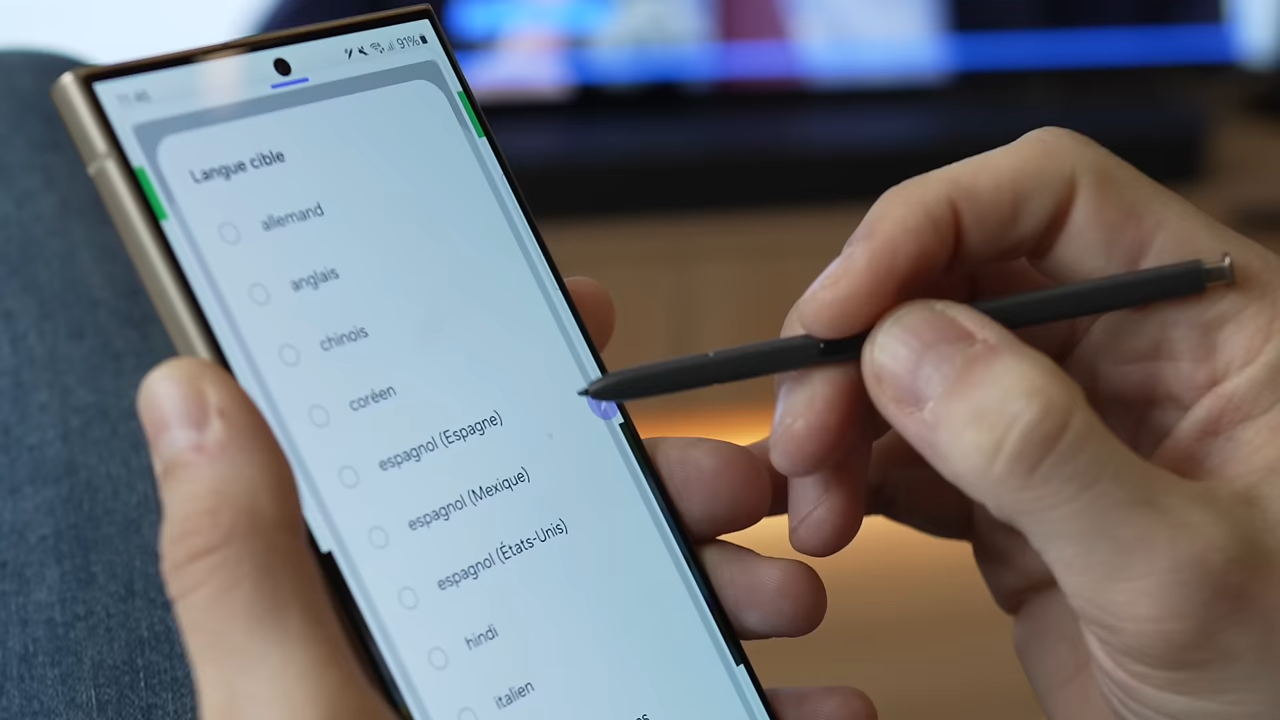 91%
Langue cible
allemand
anglais
chinois
coréen
espagnol (Espagne)
espagnol (Mexique)
espagnol (États-Unis)
hindi
italien